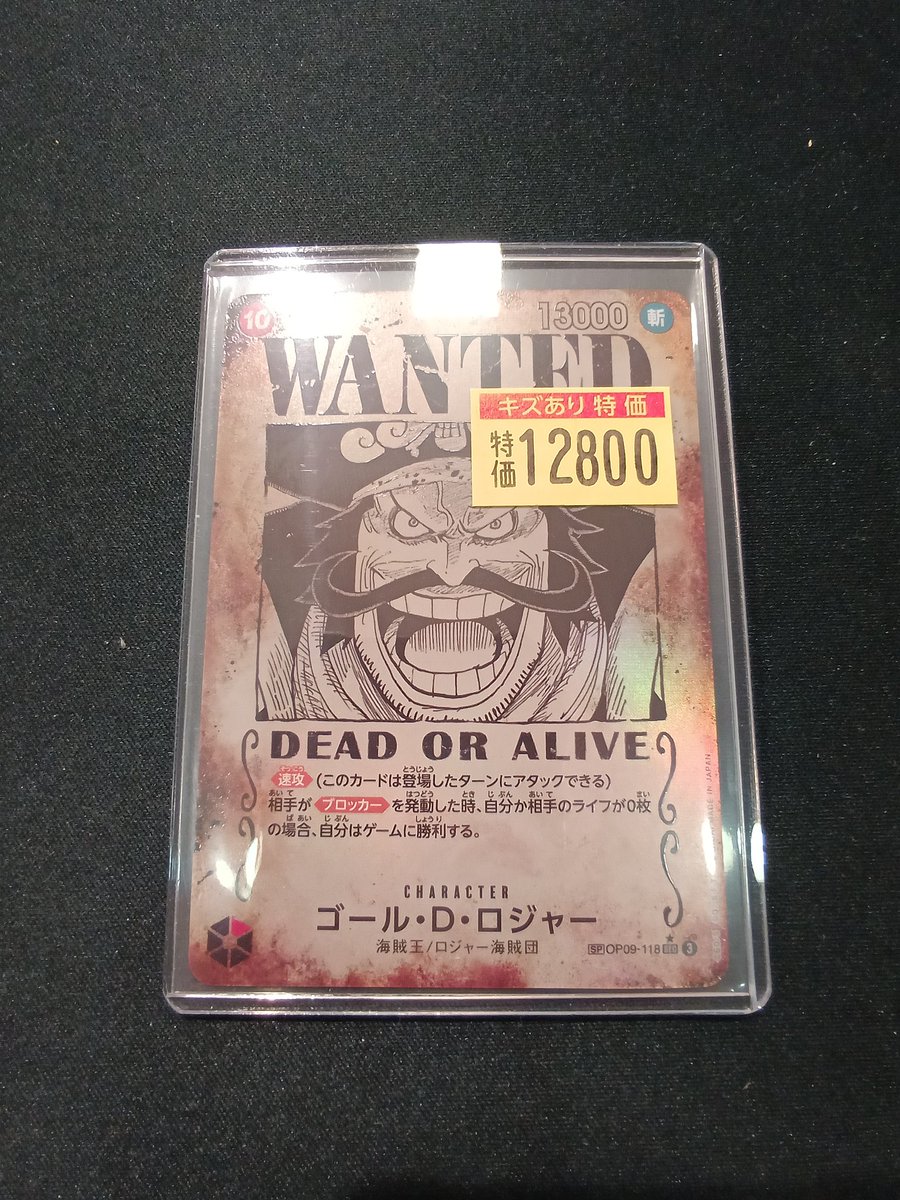 10
13000
斬
WANTED
キズあり特価
特価 12800
DEAD OR ALIVE
速攻 (このカードは登場したターンにアタックできる)
相手が ブロッカー を発動した時、自分か相手のライフが0枚
の場合、自分はゲームに勝利する。
CHARACTER
ゴール・D・ロジャー
海賊王/ロジャー海賊団
SP OP09-118 SEC 3
MADE IN JAPAN